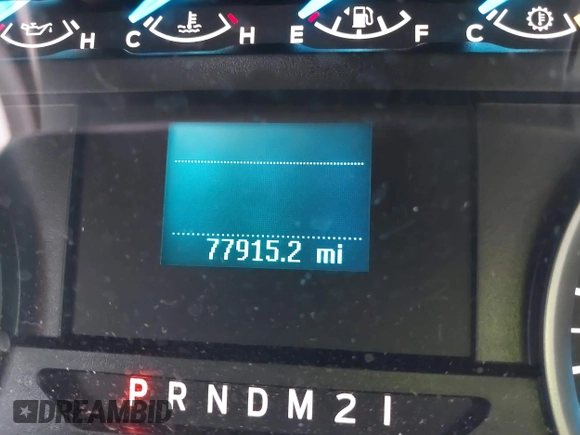 H C H E F C
77915.2 mi
P R N D M 2 1
DREAMBID